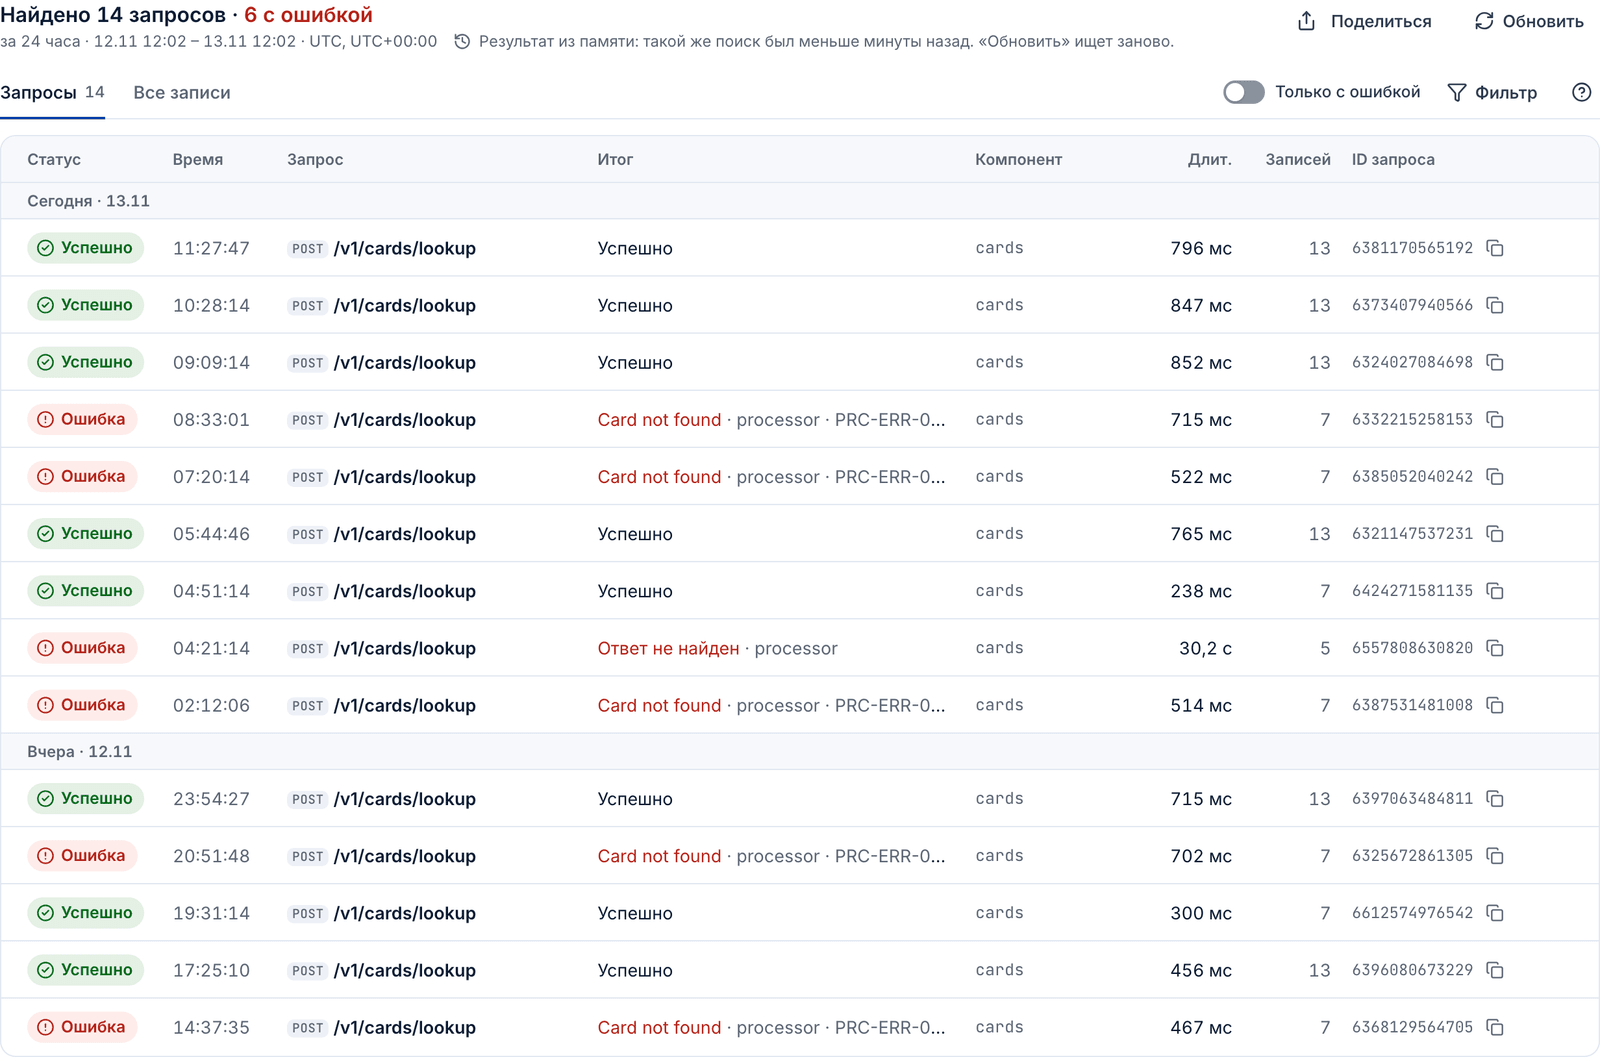 Найдено 14 запросов · 6 с ошибкой
Поделиться Обновить
за 24 часа · 12.11 12:02 – 13.11 12:02 · UTC, UTC+00:00 Результат из памяти: такой же поиск был меньше минуты назад. «Обновить» ищет заново.
Запросы 14 Все записи Только с ошибкой Фильтр
Статус Время Запрос Итог Компонент Длит. Записей ID запроса
Сегодня · 13.11
Успешно 11:27:47 POST /v1/cards/lookup Успешно cards 796 мс 13 6381170565192
Успешно 10:28:14 POST /v1/cards/lookup Успешно cards 847 мс 13 6373407940566
Успешно 09:09:14 POST /v1/cards/lookup Успешно cards 852 мс 13 6324027084698
Ошибка 08:33:01 POST /v1/cards/lookup Card not found · processor · PRC-ERR-0... cards 715 мс 7 6332215258153
Ошибка 07:20:14 POST /v1/cards/lookup Card not found · processor · PRC-ERR-0... cards 522 мс 7 6385052040242
Успешно 05:44:46 POST /v1/cards/lookup Успешно cards 765 мс 13 6321147537231
Успешно 04:51:14 POST /v1/cards/lookup Успешно cards 238 мс 7 6424271581135
Ошибка 04:21:14 POST /v1/cards/lookup Ответ не найден · processor cards 30,2 с 5 6557808630820
Ошибка 02:12:06 POST /v1/cards/lookup Card not found · processor · PRC-ERR-0... cards 514 мс 7 6387531481008
Вчера · 12.11
Успешно 23:54:27 POST /v1/cards/lookup Успешно cards 715 мс 13 6397063484811
Ошибка 20:51:48 POST /v1/cards/lookup Card not found · processor · PRC-ERR-0... cards 702 мс 7 6325672861305
Успешно 19:31:14 POST /v1/cards/lookup Успешно cards 300 мс 7 6612574976542
Успешно 17:25:10 POST /v1/cards/lookup Успешно cards 456 мс 13 6396080673229
Ошибка 14:37:35 POST /v1/cards/lookup Card not found · processor · PRC-ERR-0... cards 467 мс 7 6368129564705